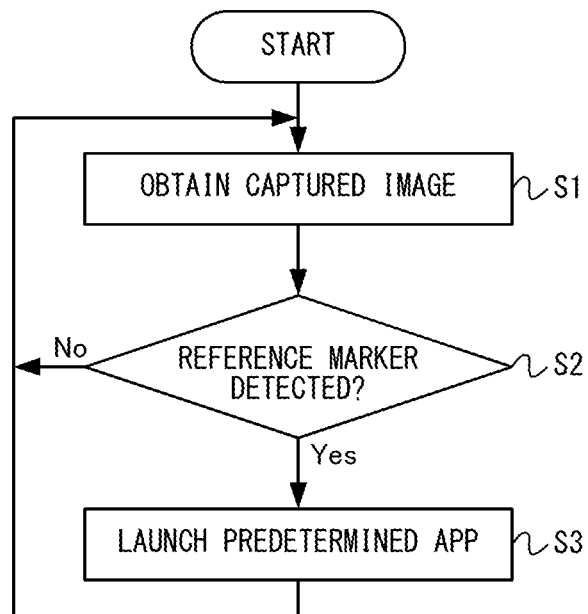 START
OBTAIN CAPTURED IMAGE
S1
No
REFERENCE MARKER
DETECTED?
S2
Yes
LAUNCH PREDETERMINED APP
S3